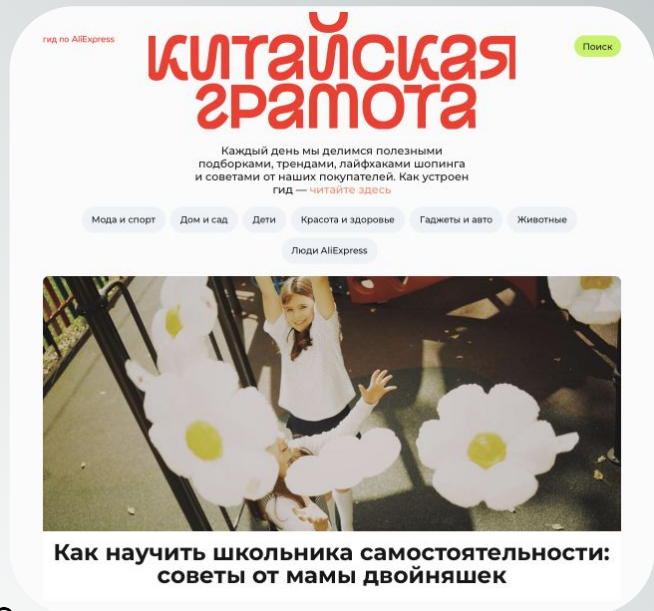 гид по AliExpress
китайская
грамота
Поиск
Каждый день мы делимся полезными
подборками, трендами, лайфхаками шопинга
и советами от наших покупателей. Как устроен
гид — читайте здесь
Мода и спорт
Дом и сад
Дети
Красота и здоровье
Гаджеты и авто
Животные
Люди AliExpress
Как научить школьника самостоятельности:
советы от мамы двойняшек